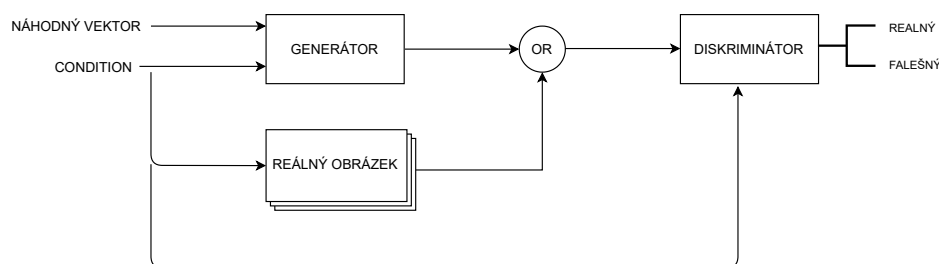 NÁHODNÝ VEKTOR
CONDITION
GENERÁTOR
OR
DISKRIMINÁTOR
REALNÝ
FALEŠNÝ
REÁLNÝ OBRÁZEK